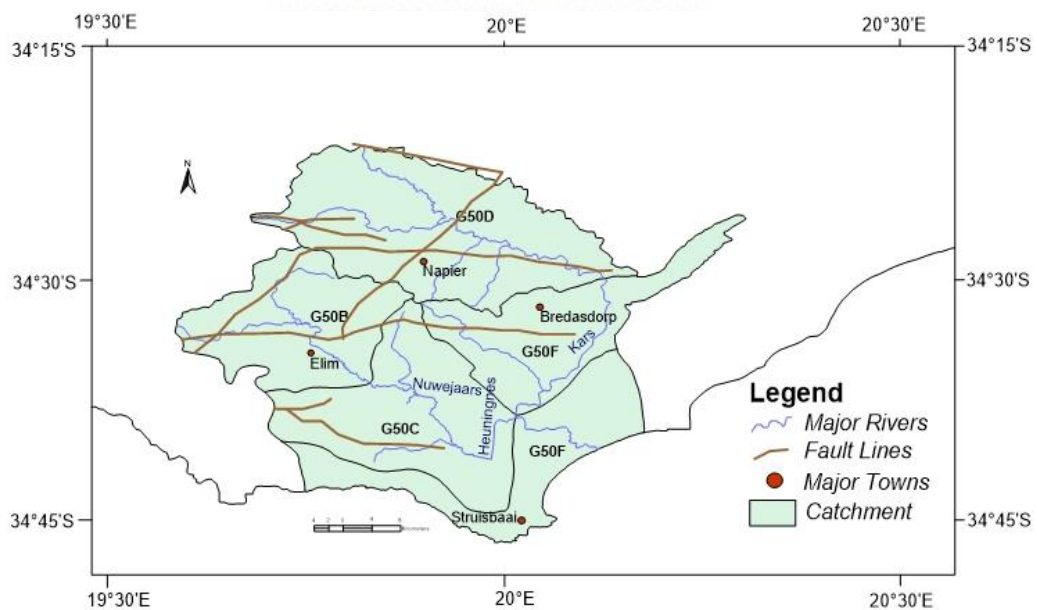 19°30'E 20°E 20°30'E
34°15'S 34°15'S
N
G50D
Napier
34°30'S 34°30'S
Bredasdorp
G50B
Kars
G50F
Elim
Nuwejaars
Heuningnes
Legend
Major Rivers
G50C
G50F
Fault Lines
Major Towns
Catchment
34°45'S Struisbaai 34°45'S
19°30'E 20°E 20°30'E